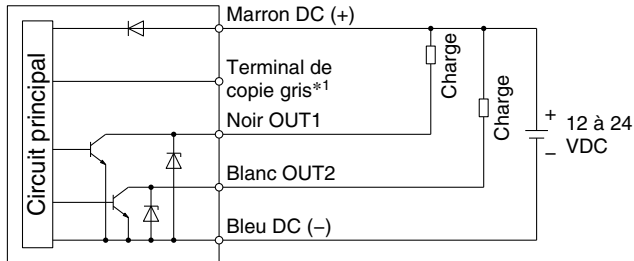 Marron DC (+)
Terminal de
copie gris*1
Noir OUT1
Blanc OUT2
Bleu DC (−)
Circuit principal
Charge
Charge
+
12 à 24
VDC
−